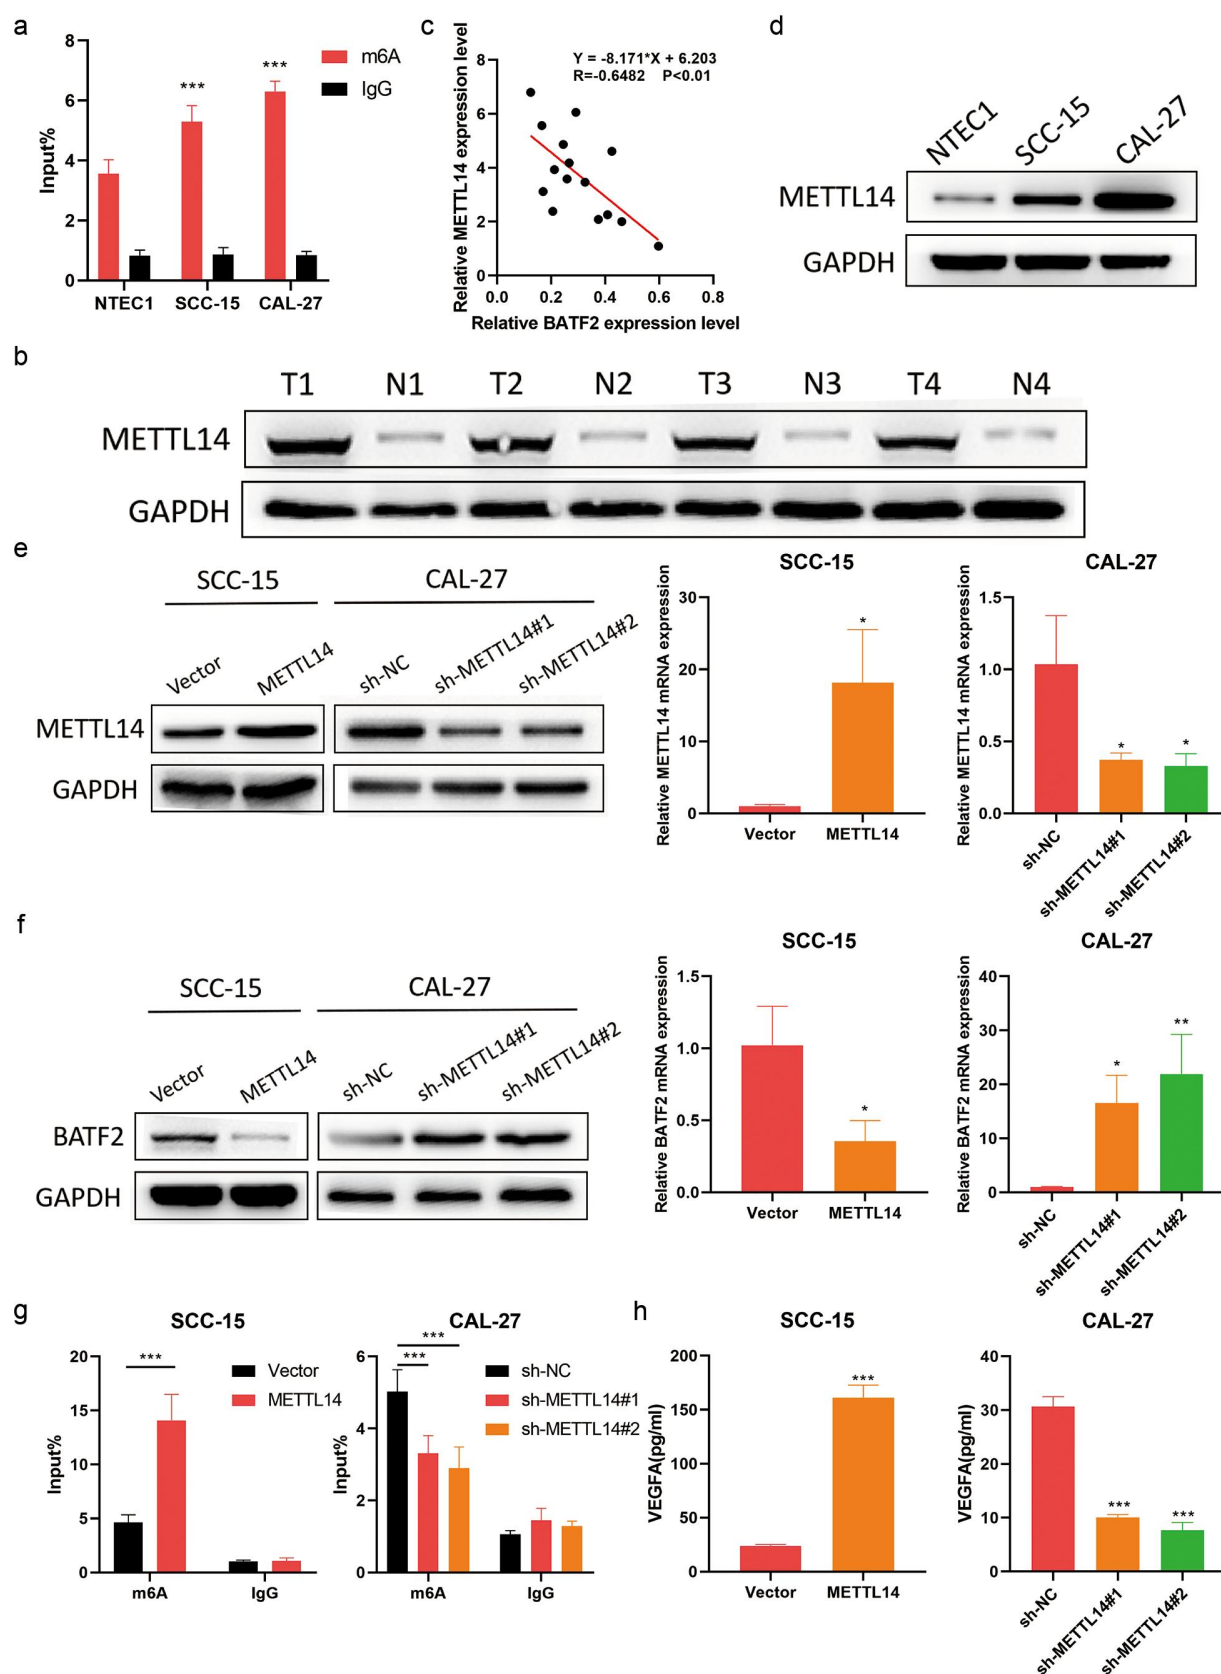 a
8
6
4
2
0
Input%
***
***
m6A
IgG
NTEC1 SCC-15 CAL-27
c
Relative METTL14 expression level
8
6
4
2
0
Y = -8.171*X + 6.203
R=-0.6482 P<0.01
0.0 0.2 0.4 0.6 0.8
Relative BATF2 expression level
d
NTEC1 SCC-15 CAL-27
METTL14
GAPDH
b
T1 N1 T2 N2 T3 N3 T4 N4
METTL14
GAPDH
e
SCC-15 CAL-27
Vector METTL14 sh-NC sh-METTL14#1 sh-METTL14#2
METTL14
GAPDH
SCC-15
Relative METTL14 mRNA expression
30
20
10
0
*
Vector METTL14
CAL-27
Relative METTL14 mRNA expression
1.5
1.0
0.5
0.0
* *
sh-NC sh-METTL14#1 sh-METTL14#2
f
SCC-15 CAL-27
Vector METTL14 sh-NC sh-METTL14#1 sh-METTL14#2
BATF2
GAPDH
SCC-15
Relative BATF2 mRNA expression
1.5
1.0
0.5
0.0
*
Vector METTL14
CAL-27
Relative BATF2 mRNA expression
40
30
20
10
0
* **
sh-NC sh-METTL14#1 sh-METTL14#2
g
SCC-15
Input%
20
15
10
5
0
***
Vector
METTL14
m6A IgG
CAL-27
Input%
6
4
2
0
***
***
sh-NC
sh-METTL14#1
sh-METTL14#2
m6A IgG
h
SCC-15
VEGFA(pg/ml)
200
150
100
50
0
***
Vector METTL14
CAL-27
VEGFA(pg/ml)
40
30
20
10
0
*** ***
sh-NC sh-METTL14#1 sh-METTL14#2